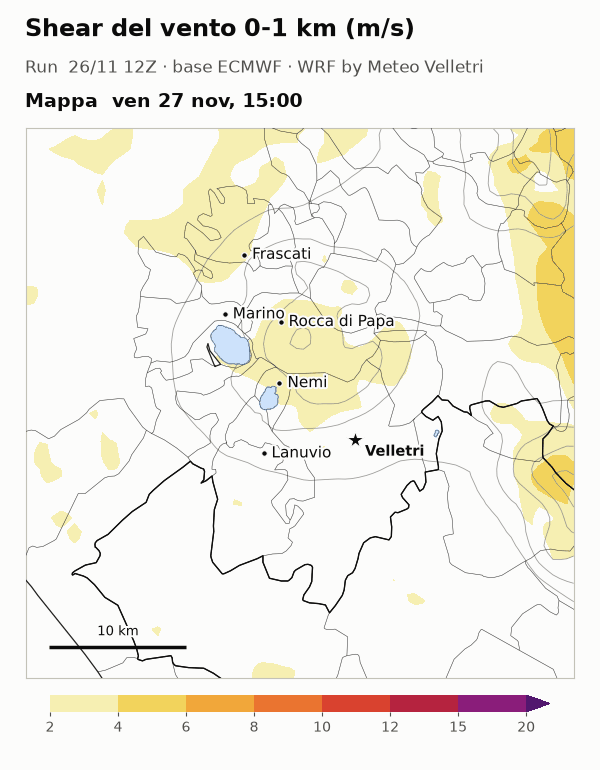 Shear del vento 0-1 km (m/s)
Run  26/11 12Z · base ECMWF · WRF by Meteo Velletri
Mappa  ven 27 nov, 15:00
Frascati
Marino
Rocca di Papa
Nemi
Velletri
Lanuvio
10 km
2 4 6 8 10 12 15 20